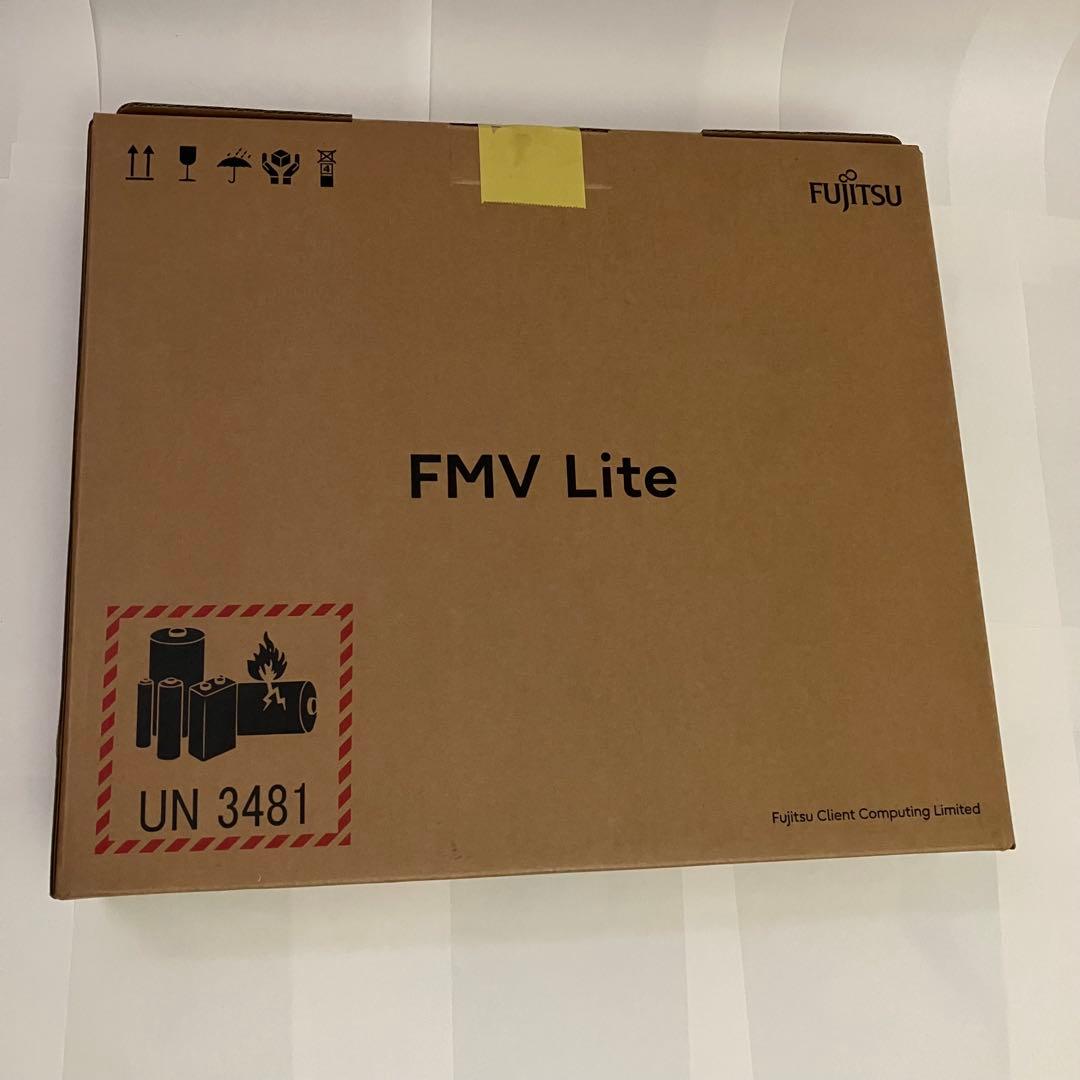 FUJITSU
FMV Lite
UN 3481
Fujitsu Client Computing Limited